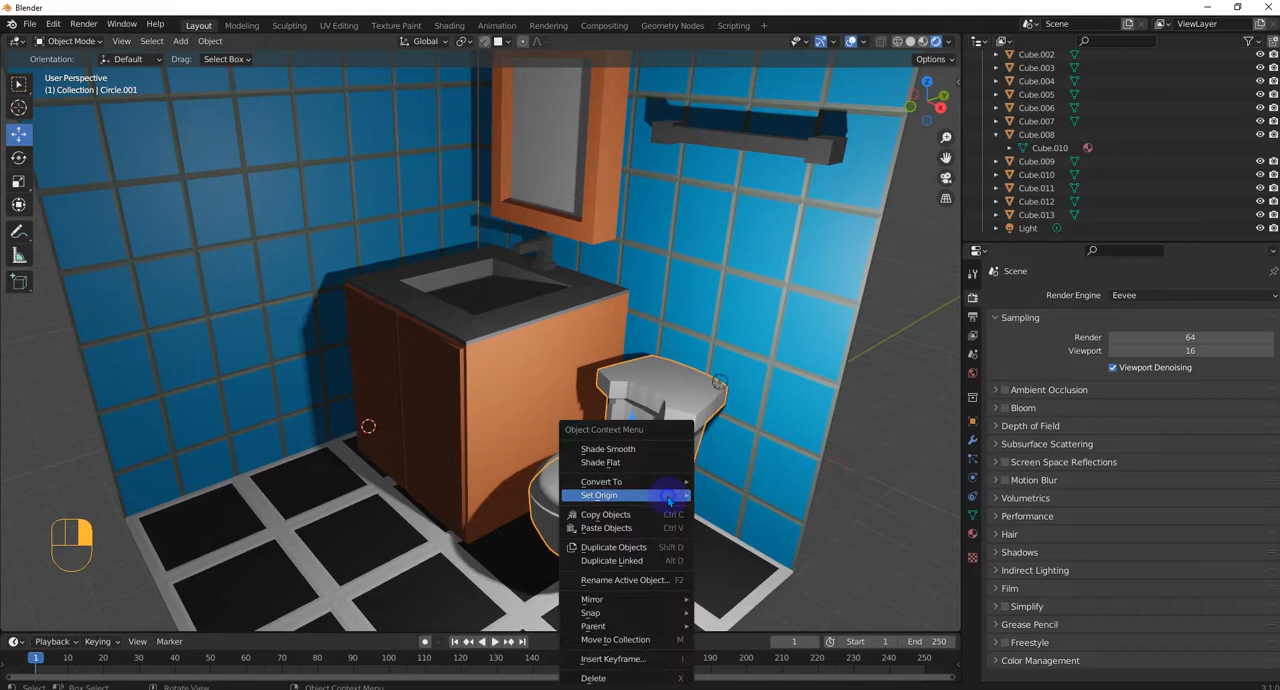 Blender
File Edit Render Window Help Layout Modeling Sculpting UV Editing Texture Paint Shading Animation Rendering Compositing Geometry Nodes Scripting + Scene ViewLayer
Object Mode View Select Add Object Global
Orientation: Default Drag: Select Box Options
User Perspective
(1) Collection | Circle.001
Z
Y
X
Cube.002
Cube.003
Cube.004
Cube.005
Cube.006
Cube.007
Cube.008
Cube.010
Cube.009
Cube.010
Cube.011
Cube.012
Cube.013
Light
Scene
Render Engine Eevee
Sampling
Render 64
Viewport 16
Viewport Denoising
Ambient Occlusion
Bloom
Depth of Field
Subsurface Scattering
Screen Space Reflections
Motion Blur
Volumetrics
Performance
Hair
Shadows
Indirect Lighting
Film
Simplify
Grease Pencil
Freestyle
Color Management
Object Context Menu
Shade Smooth
Shade Flat
Convert To
Set Origin
Copy Objects Ctrl C
Paste Objects Ctrl V
Duplicate Objects Shift D
Duplicate Linked Alt D
Rename Active Object... F2
Mirror
Snap
Parent
Move to Collection M
Insert Keyframe... I
Delete X
Playback Keying View Marker 1 Start 1 End 250
1 10 20 30 40 50 60 70 80 90 100 110 120 130 140 190 200 210 220 230 240 250
Select Box Select Rotate View Object Context Menu 3.1.0